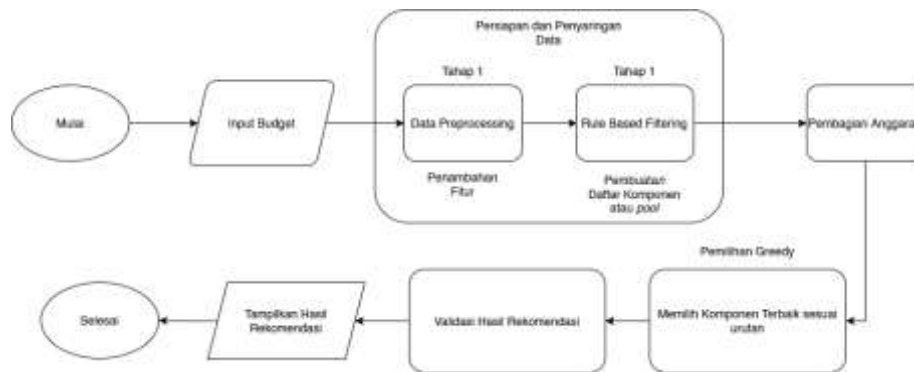 Persiapan dan Penyaringan
Data
Tahap 1
Tahap 1
Mulai
Input Budget
Data Preprocessing
Rule Based Filtering
Pembagian Anggara
Penambahan
Fitur
Pembuatan
Daftar Komponen
atau pool
Pemilihan Greedy
Selesai
Tampilkan Hasil
Rekomendasi
Validasi Hasil Rekomendasi
Memilih Komponen Terbaik sesuai
urutan